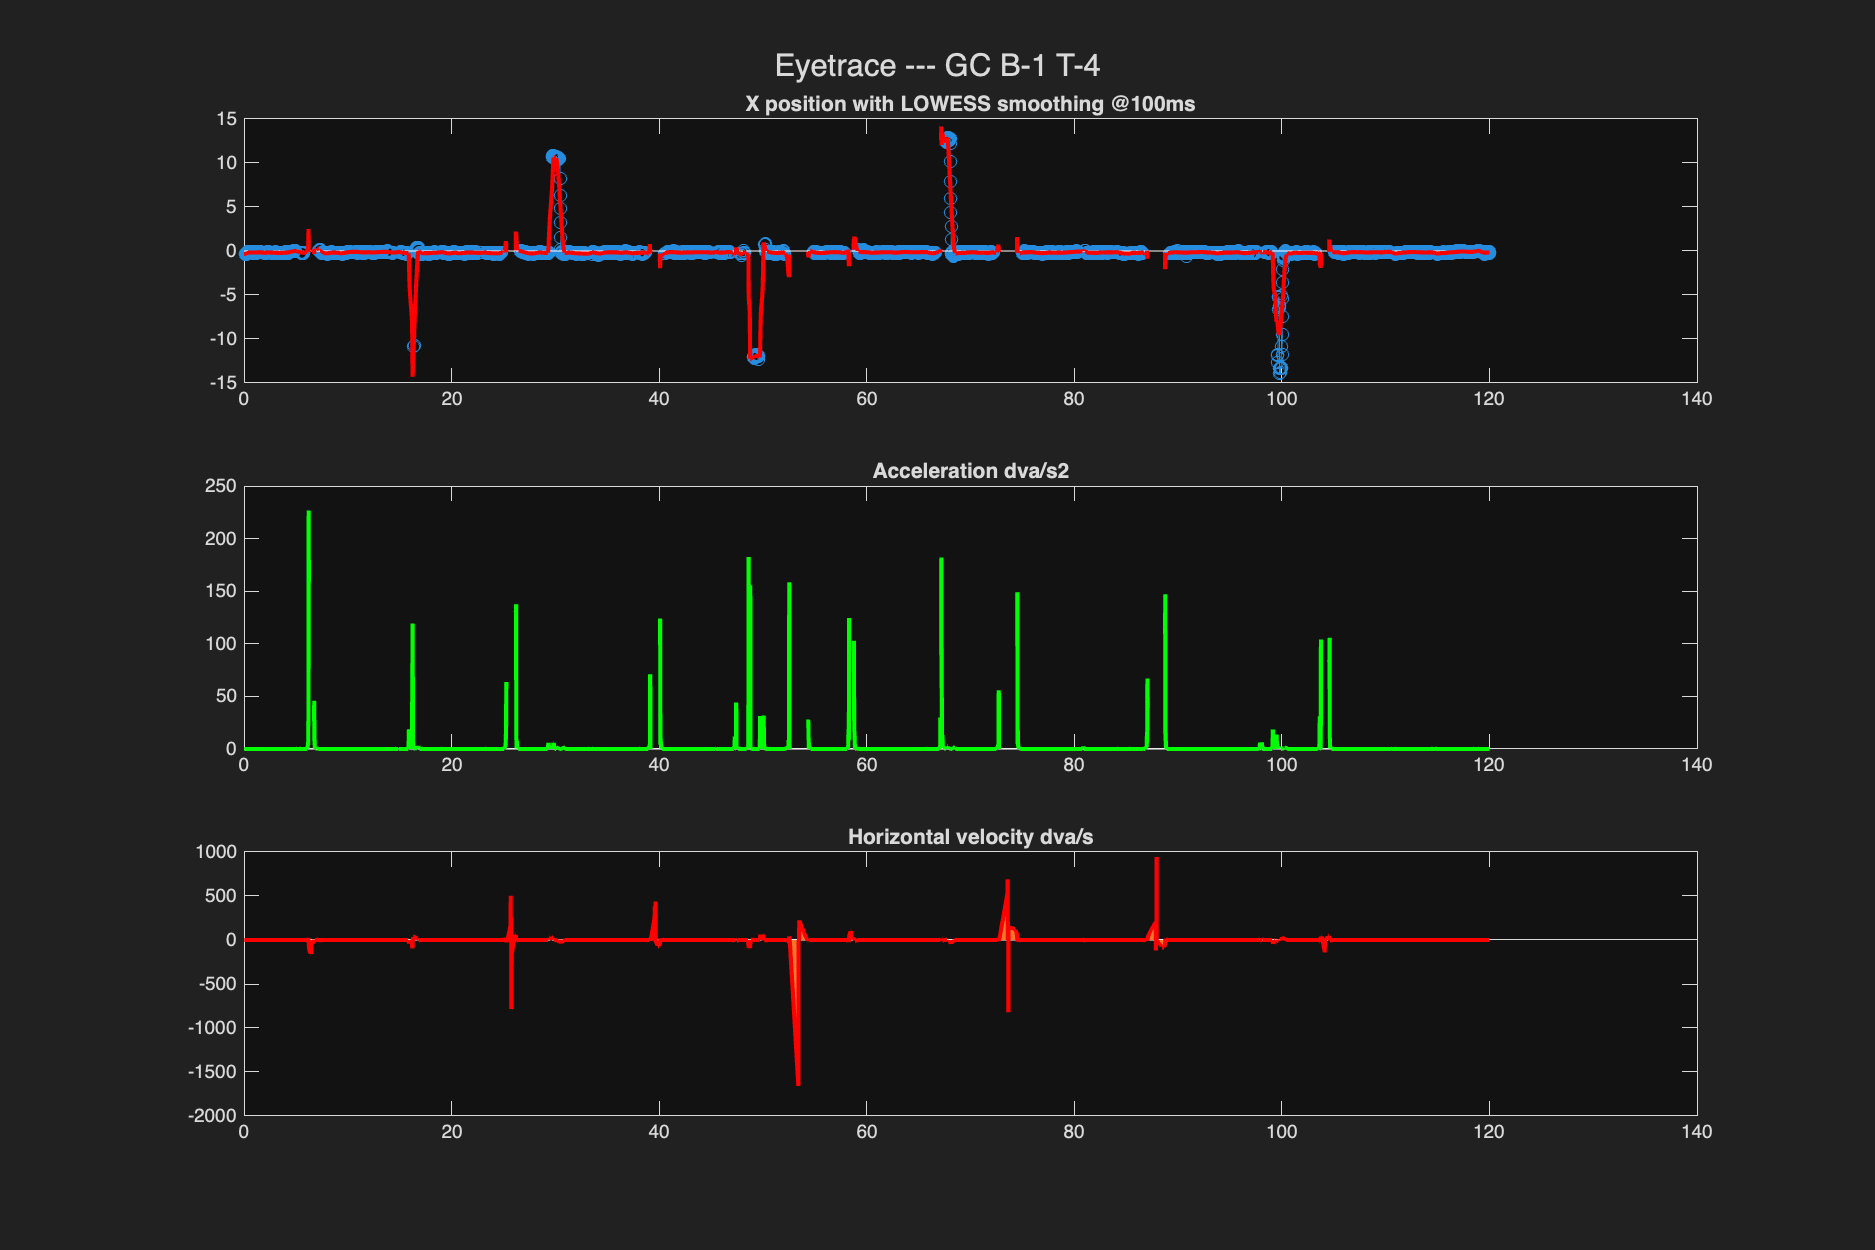 Eyetrace --- GC B-1 T-4
X position with LOWESS smoothing @100ms
15
10
5
0
-5
-10
-15
0 20 40 60 80 100 120 140
Acceleration dva/s2
250
200
150
100
50
0
0 20 40 60 80 100 120 140
Horizontal velocity dva/s
1000
500
0
-500
-1000
-1500
-2000
0 20 40 60 80 100 120 140